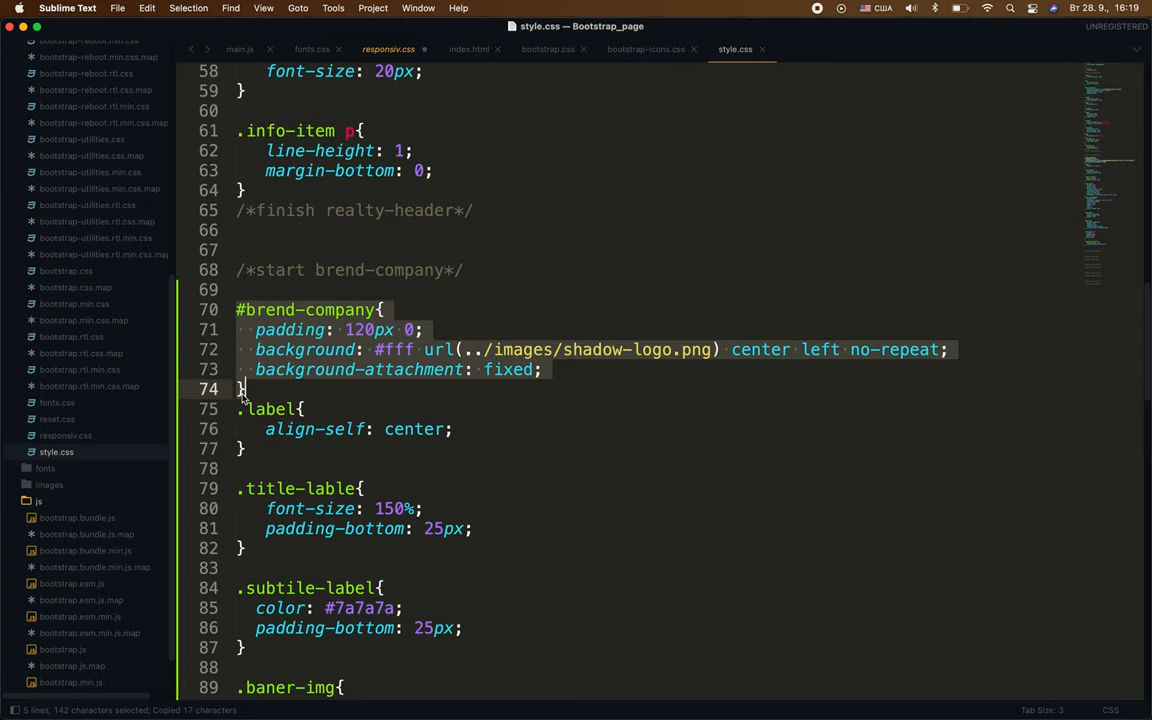 Sublime Text File Edit Selection Find View Goto Tools Project Window Help США Вт 28. 9., 16:19
style.css — Bootstrap_page UNREGISTERED
main.js fonts.css responsiv.css index.html bootstrap.css bootstrap-icons.css style.css
bootstrap-reboot.min.css.map
bootstrap-reboot.rtl.css
bootstrap-reboot.rtl.css.map
bootstrap-reboot.rtl.min.css
bootstrap-reboot.rtl.min.css.map
bootstrap-utilities.css
bootstrap-utilities.css.map
bootstrap-utilities.min.css
bootstrap-utilities.min.css.map
bootstrap-utilities.rtl.css
bootstrap-utilities.rtl.css.map
bootstrap-utilities.rtl.min.css
bootstrap-utilities.rtl.min.css.map
bootstrap.css
bootstrap.css.map
bootstrap.min.css
bootstrap.min.css.map
bootstrap.rtl.css
bootstrap.rtl.css.map
bootstrap.rtl.min.css
bootstrap.rtl.min.css.map
fonts.css
reset.css
responsiv.css
style.css
fonts
images
js
bootstrap.bundle.js
bootstrap.bundle.js.map
bootstrap.bundle.min.js
bootstrap.bundle.min.js.map
bootstrap.esm.js
bootstrap.esm.js.map
bootstrap.esm.min.js
bootstrap.esm.min.js.map
bootstrap.js
bootstrap.js.map
bootstrap.min.js
58 font-size: 20px;
59 }
60
61 .info-item p{
62 line-height: 1;
63 margin-bottom: 0;
64 }
65 /*finish realty-header*/
66
67
68 /*start brend-company*/
69
70 #brend-company{
71 padding: 120px 0;
72 background: #fff url(../images/shadow-logo.png) center left no-repeat;
73 background-attachment: fixed;
74 }
75 .label{
76 align-self: center;
77 }
78
79 .title-lable{
80 font-size: 150%;
81 padding-bottom: 25px;
82 }
83
84 .subtile-label{
85 color: #7a7a7a;
86 padding-bottom: 25px;
87 }
88
89 .baner-img{
5 lines, 142 characters selected; Copied 17 characters Tab Size: 3 CSS